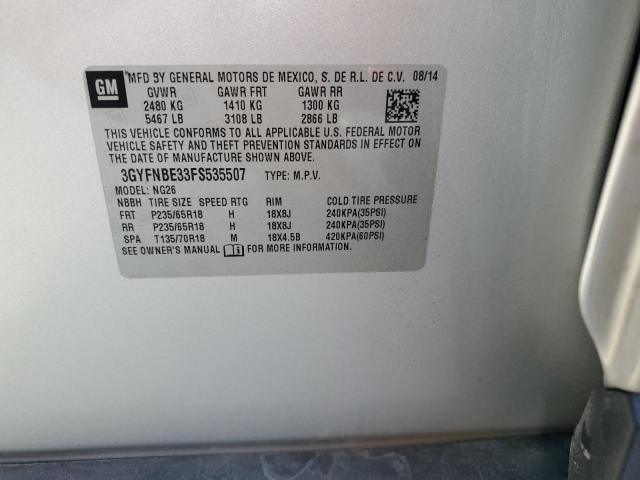 GM
MFD BY GENERAL MOTORS DE MEXICO, S. DE R.L. DE C.V. 08/14
GVWR GAWR FRT GAWR RR
2480 KG 1410 KG 1300 KG
5467 LB 3108 LB 2866 LB
THIS VEHICLE CONFORMS TO ALL APPLICABLE U.S. FEDERAL MOTOR
VEHICLE SAFETY AND THEFT PREVENTION STANDARDS IN EFFECT
ON THE DATE OF MANUFACTURE SHOWN ABOVE.
3GYFNBE33FS535507 TYPE: M.P.V.
MODEL: NG26
NBBH TIRE SIZE SPEED RTG RIM COLD TIRE PRESSURE
FRT P235/65R18 H 18X8J 240KPA(35PSI)
RR P235/65R18 H 18X8J 240KPA(35PSI)
SPA T135/70R18 M 18X4.5B 420KPA(60PSI)
SEE OWNER'S MANUAL FOR MORE INFORMATION.